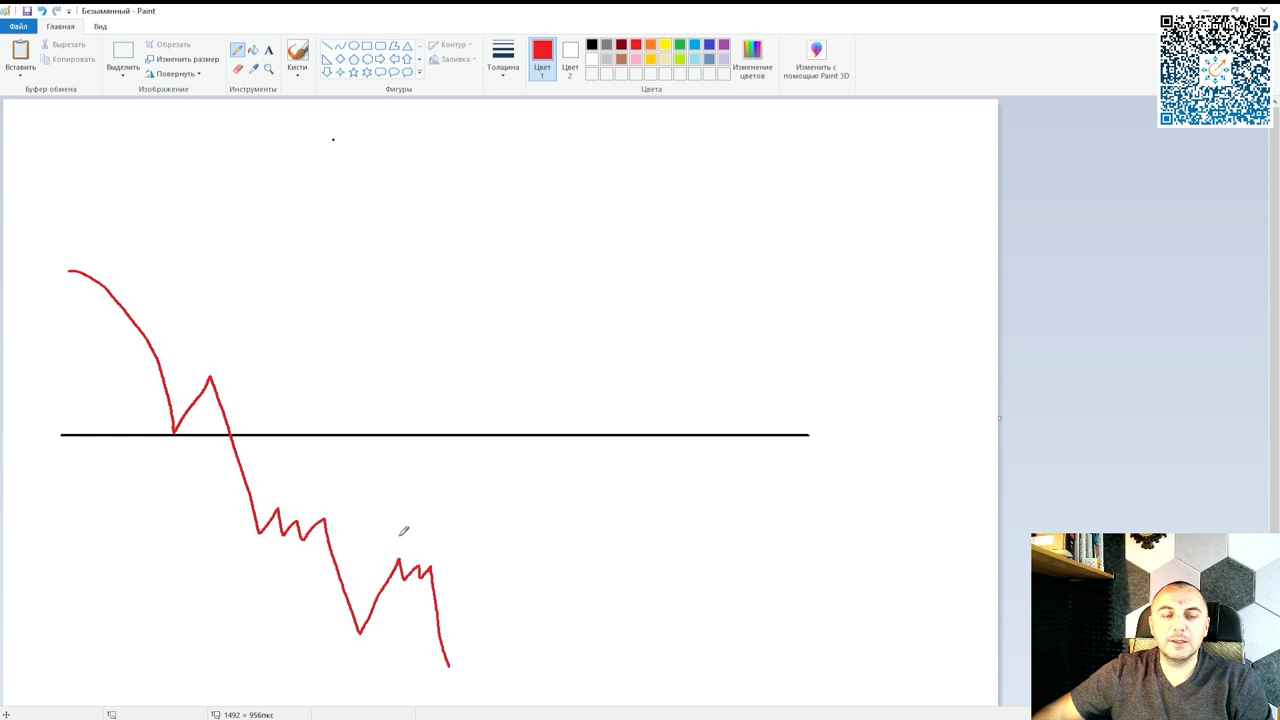 Безымянный - Paint
Файл Главная Вид
Вставить
Вырезать
Копировать
Буфер обмена
Выделить
Обрезать
Изменить размер
Повернуть
Изображение
A
Инструменты
Кисти
Контур
Заливка
Фигуры
Толщина
Цвет 1
Цвет 2
Изменение цветов
Цвета
Изменить с помощью Paint 3D
1492 × 956пкс